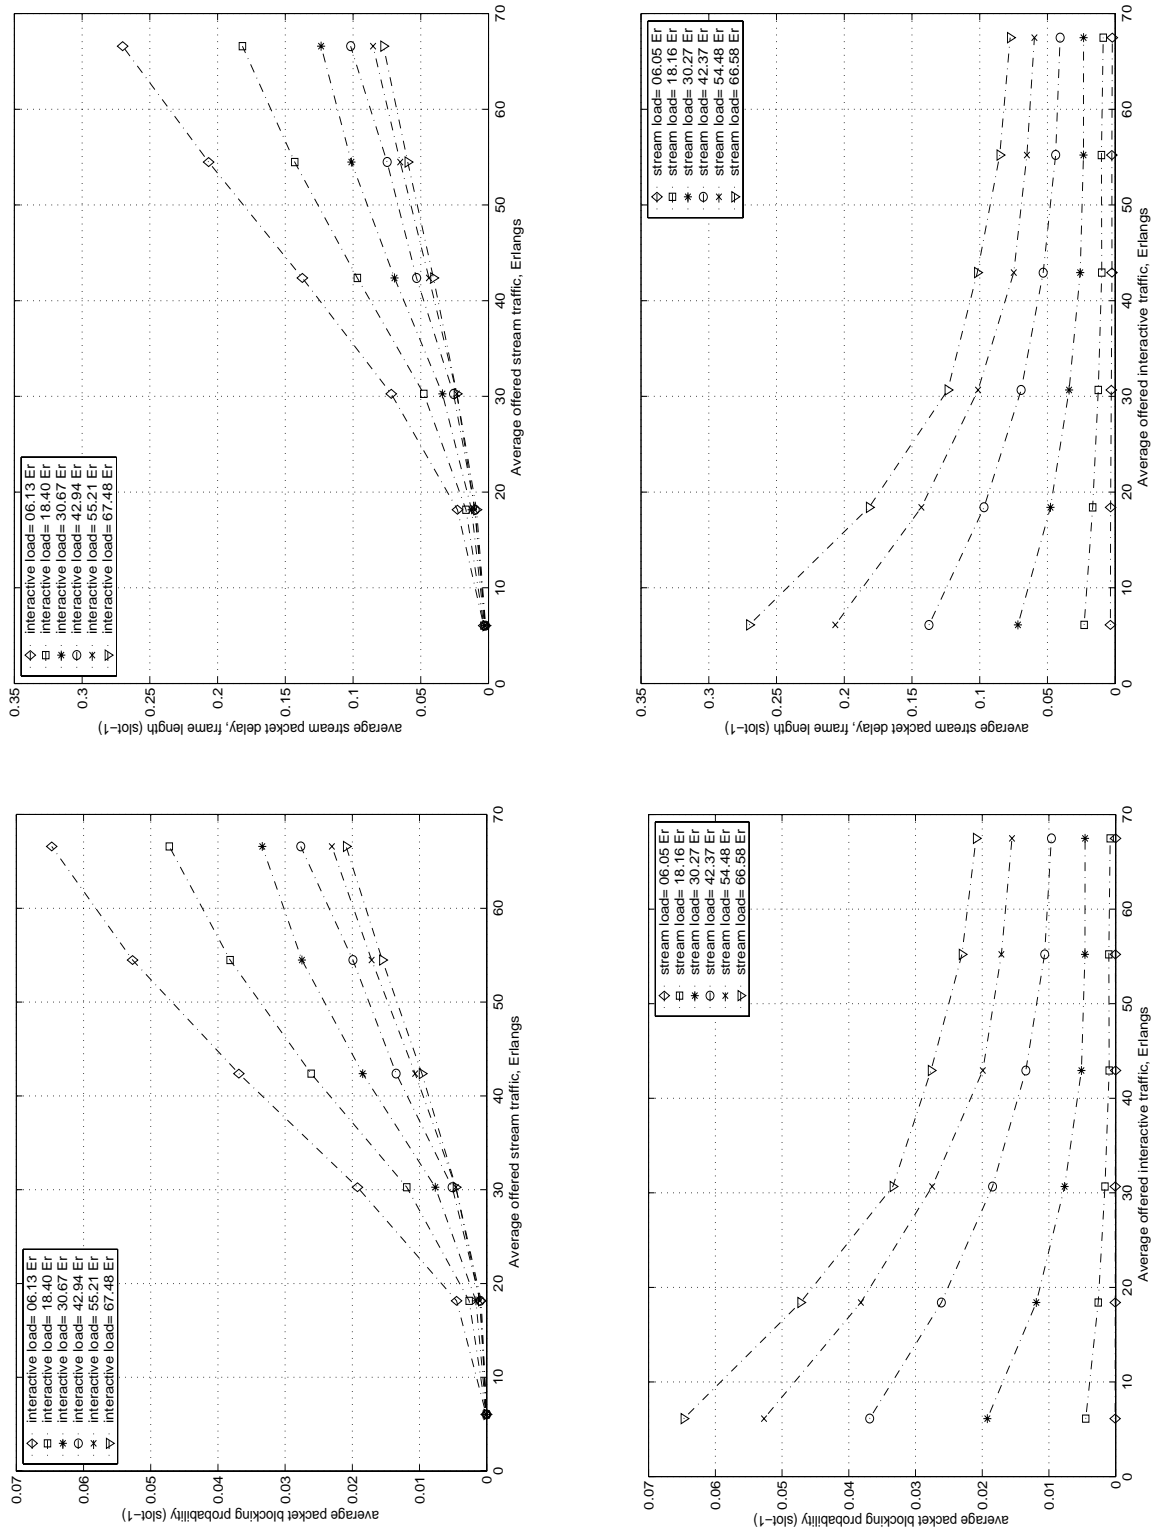 0.07
0.06
0.05
0.04
0.03
0.02
0.01
0
0
10
20
30
40
50
60
70
average packet blocking probability (slot−1)
Average offered stream traffic, Erlangs
interactive load= 06.13 Er
interactive load= 18.40 Er
interactive load= 30.67 Er
interactive load= 42.94 Er
interactive load= 55.21 Er
interactive load= 67.48 Er
0.35
0.3
0.25
0.2
0.15
0.1
0.05
0
0
10
20
30
40
50
60
70
average stream packet delay, frame length (slot−1)
Average offered stream traffic, Erlangs
interactive load= 06.13 Er
interactive load= 18.40 Er
interactive load= 30.67 Er
interactive load= 42.94 Er
interactive load= 55.21 Er
interactive load= 67.48 Er
0.07
0.06
0.05
0.04
0.03
0.02
0.01
0
0
10
20
30
40
50
60
70
average packet blocking probability (slot−1)
Average offered interactive traffic, Erlangs
stream load= 06.05 Er
stream load= 18.16 Er
stream load= 30.27 Er
stream load= 42.37 Er
stream load= 54.48 Er
stream load= 66.58 Er
0.35
0.3
0.25
0.2
0.15
0.1
0.05
0
0
10
20
30
40
50
60
70
average stream packet delay, frame length (slot−1)
Average offered interactive traffic, Erlangs
stream load= 06.05 Er
stream load= 18.16 Er
stream load= 30.27 Er
stream load= 42.37 Er
stream load= 54.48 Er
stream load= 66.58 Er